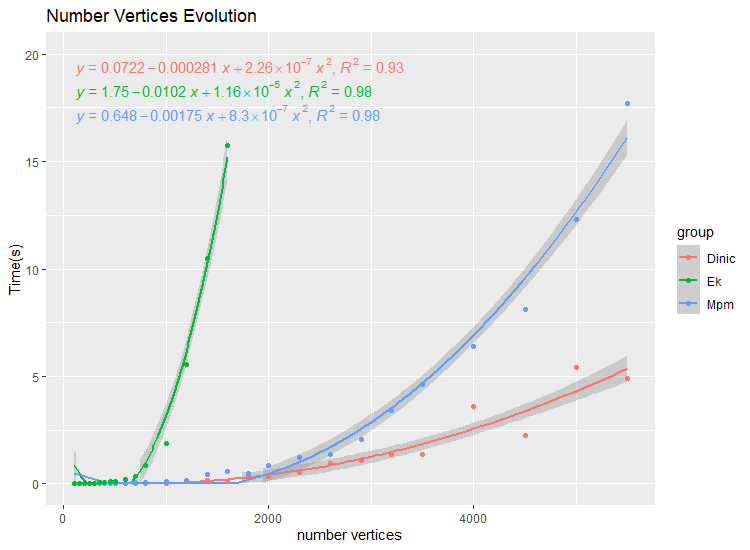 Number Vertices Evolution
20
y = 0.0722 − 0.000281 x + 2.26 × 10⁻⁷ x², R² = 0.93
y = 1.75 − 0.0102 x + 1.16 × 10⁻⁵ x², R² = 0.98
y = 0.648 − 0.00175 x + 8.3 × 10⁻⁷ x², R² = 0.98
15
10
5
0
Time(s)
0 2000 4000
number vertices
group
Dinic
Ek
Mpm